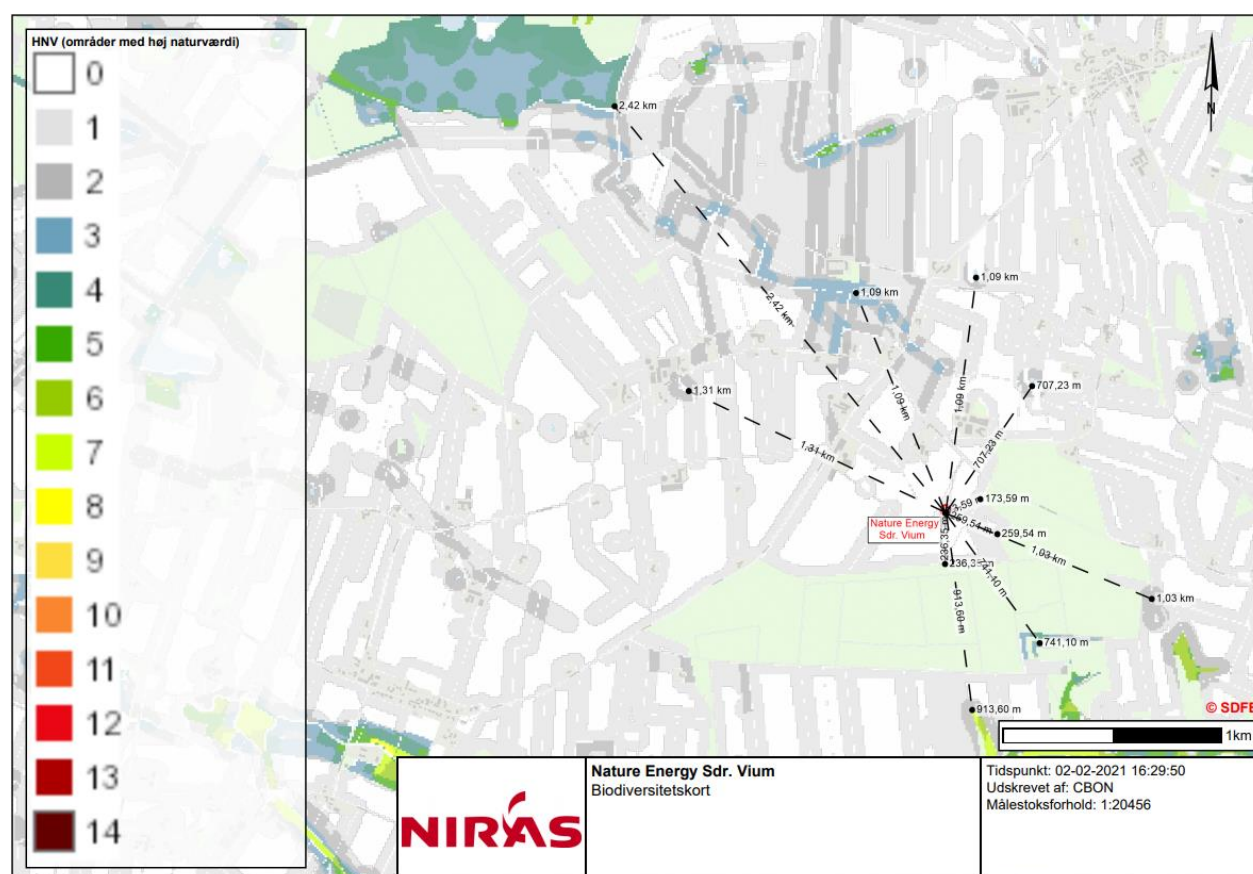 HNV (områder med høj naturværdi)
0
1
2
3
4
5
6
7
8
9
10
11
12
13
14
N
2,42 km
2,42 km
1,09 km
1,09 km
1,09 km
1,09 km
1,31 km
1,31 km
707,23 m
707,23 m
173,59 m
259,54 m
259,54 m
Nature Energy
Sdr. Vium
236,35 m
1,03 km
1,03 km
741,10 m
741,10 m
913,60 m
913,60 m
© SDFE
1km
NIRAS
Nature Energy Sdr. Vium
Biodiversitetskort
Tidspunkt: 02-02-2021 16:29:50
Udskrevet af: CBON
Målestoksforhold: 1:20456